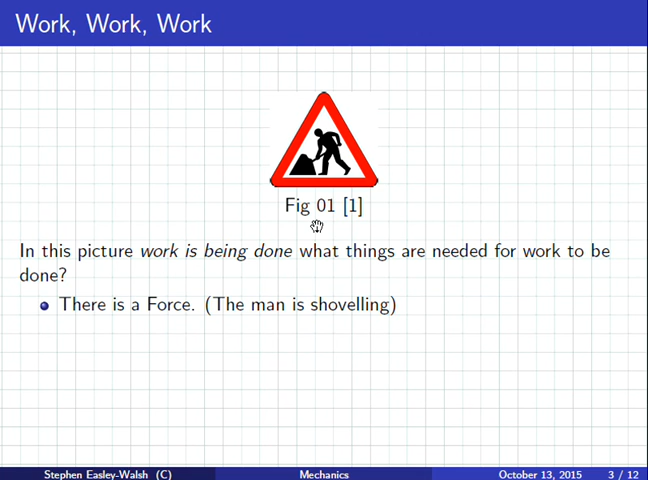 Work, Work, Work
Fig 01 [1]
In this picture work is being done what things are needed for work to be
done?
There is a Force. (The man is shovelling)
Stephen Easley-Walsh (C) Mechanics October 13, 2015 3 / 12